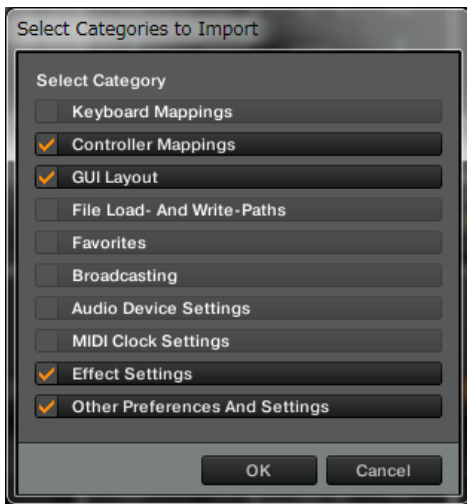 Select Categories to Import
Select Category
Keyboard Mappings
Controller Mappings
GUI Layout
File Load- And Write-Paths
Favorites
Broadcasting
Audio Device Settings
MIDI Clock Settings
Effect Settings
Other Preferences And Settings
OK Cancel